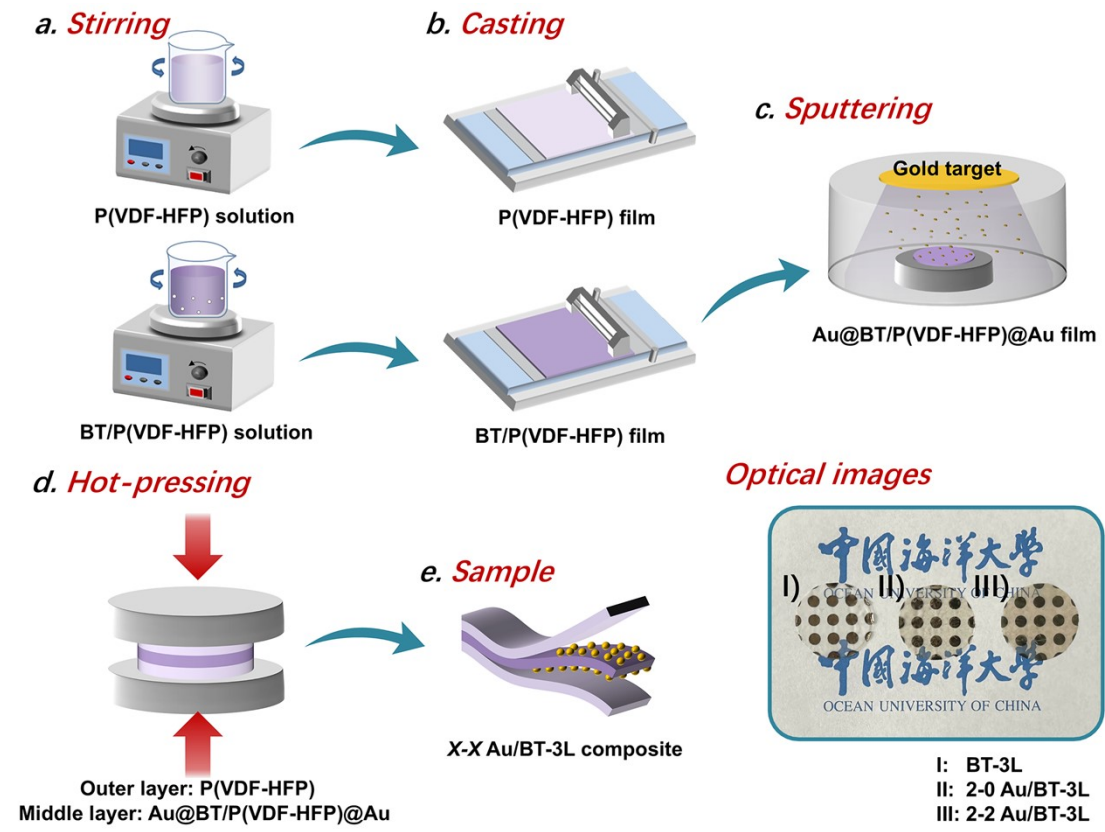 a. Stirring
b. Casting
c. Sputtering
Gold target
P(VDF-HFP) solution
P(VDF-HFP) film
Au@BT/P(VDF-HFP)@Au film
BT/P(VDF-HFP) solution
BT/P(VDF-HFP) film
d. Hot-pressing
Outer layer: P(VDF-HFP)
Middle layer: Au@BT/P(VDF-HFP)@Au
e. Sample
X-X Au/BT-3L composite
Optical images
中国海洋大学
I) II) III)
OCEAN UNIVERSITY OF CHINA
中国海洋大学
OCEAN UNIVERSITY OF CHINA
I: BT-3L
II: 2-0 Au/BT-3L
III: 2-2 Au/BT-3L